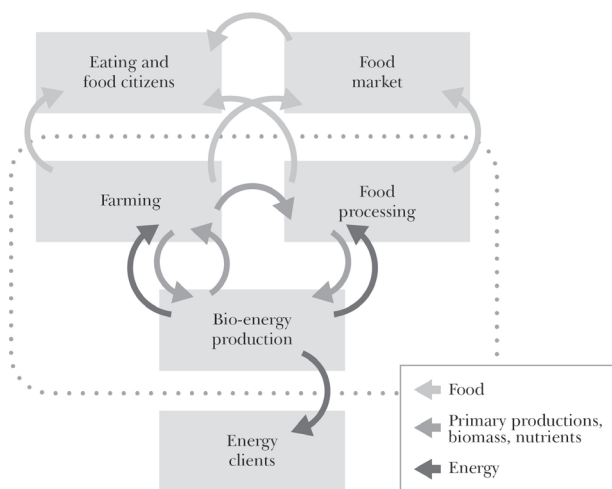 Eating and
food citizens
Food
market
Farming
Food
processing
Bio-energy
production
Energy
clients
Food
Primary productions,
biomass, nutrients
Energy